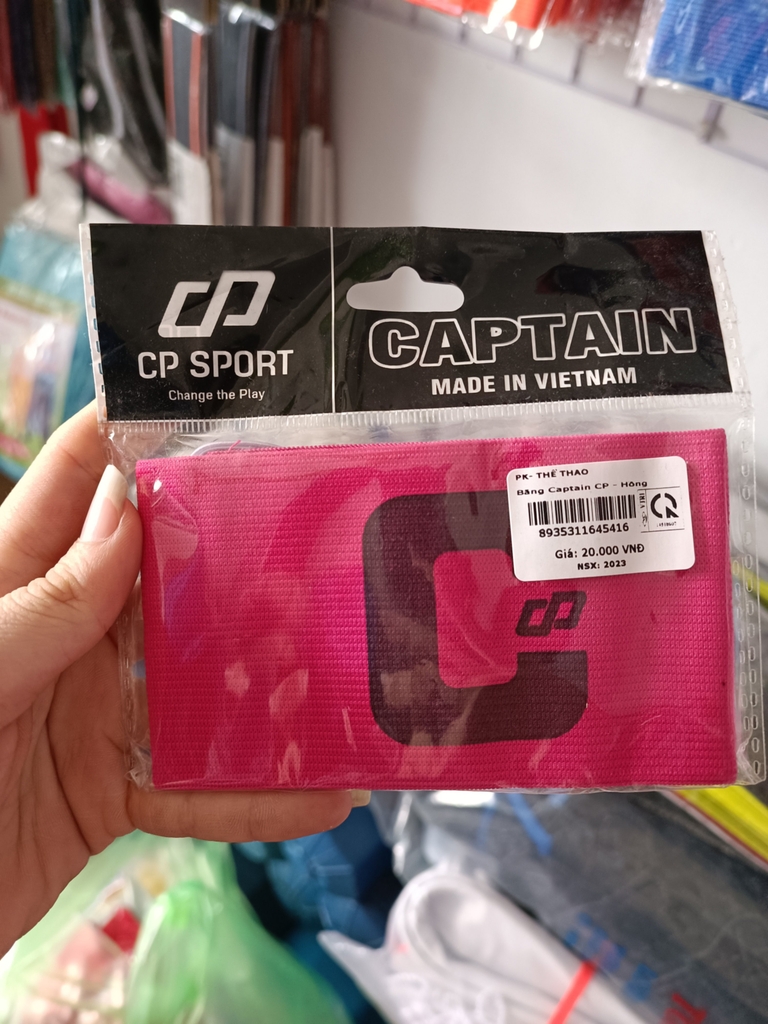 CP SPORT
Change the Play
CAPTAIN
MADE IN VIETNAM
PK- THỂ THAO
Băng Captain CP - Hồng
8935311645416
Giá: 20.000 VNĐ
NSX: 2023
C